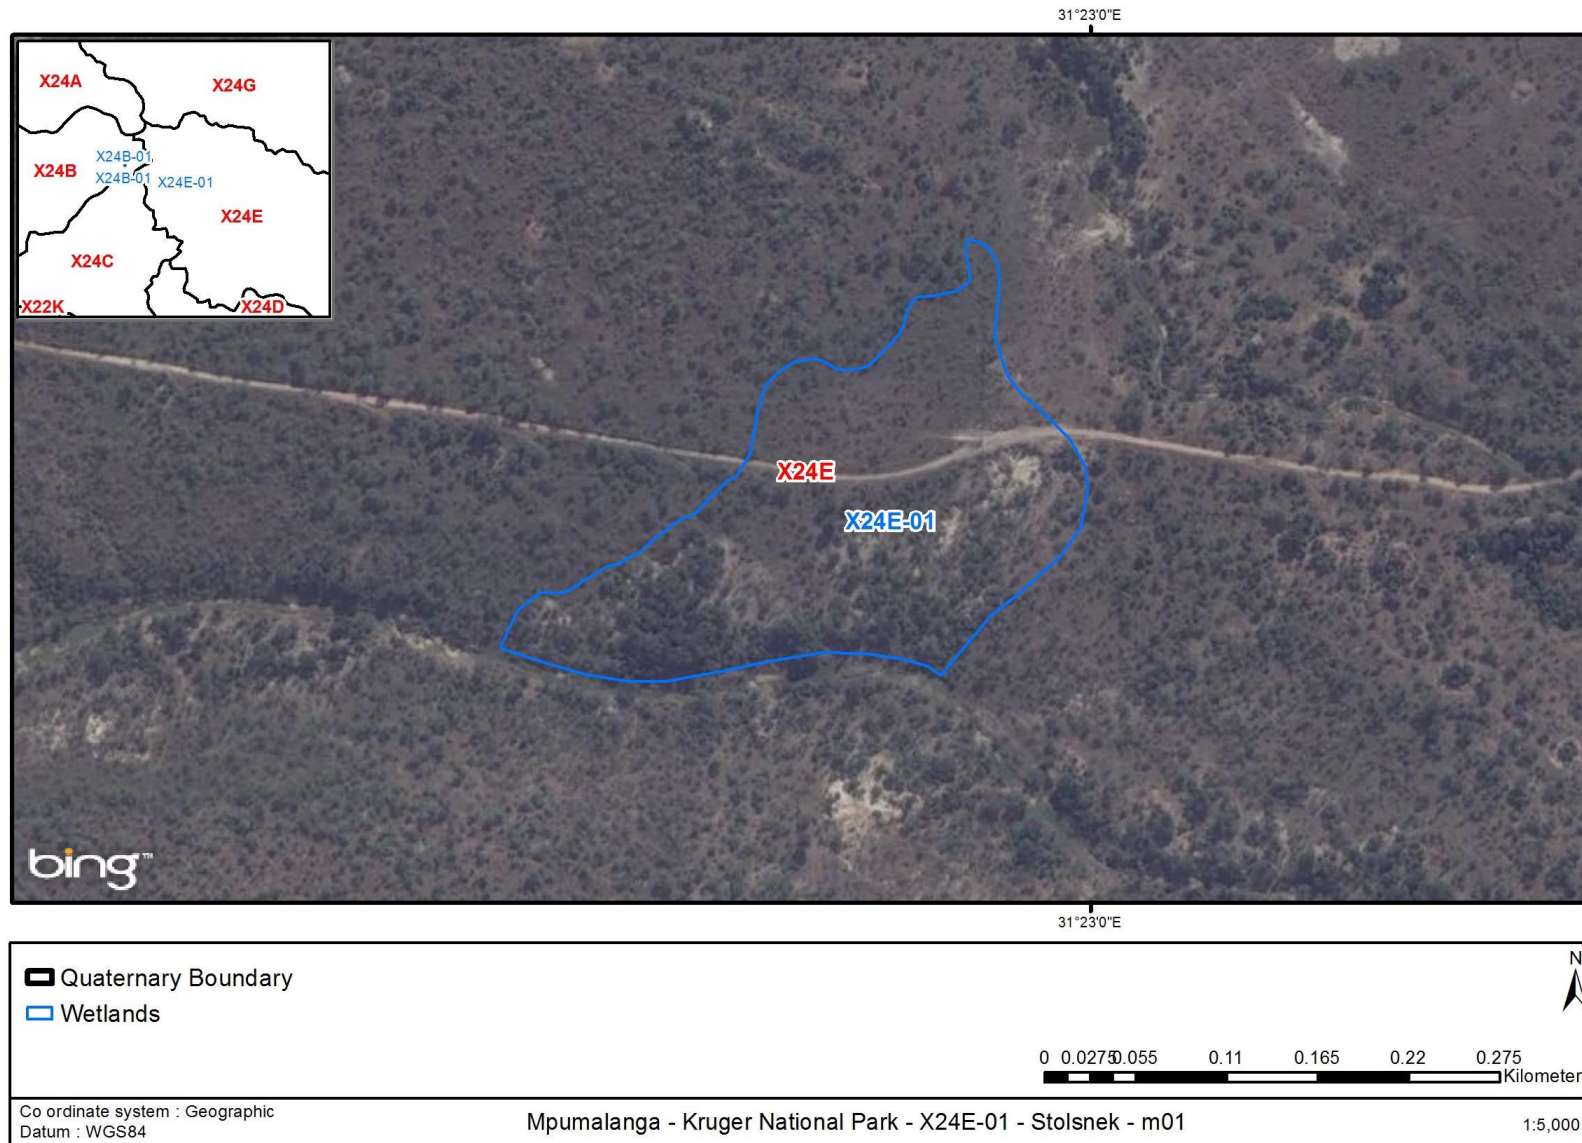 31°23'0"E
X24A
X24G
X24B-01
X24B
X24B-01
X24E-01
X24E
X24C
X22K
X24D
X24E
X24E-01
bing™
31°23'0"E
N
Quaternary Boundary
Wetlands
0 0.0275 0.055 0.11 0.165 0.22 0.275
Kilometer
Co ordinate system : Geographic
Datum : WGS84
Mpumalanga - Kruger National Park - X24E-01 - Stolsnek - m01
1:5,000